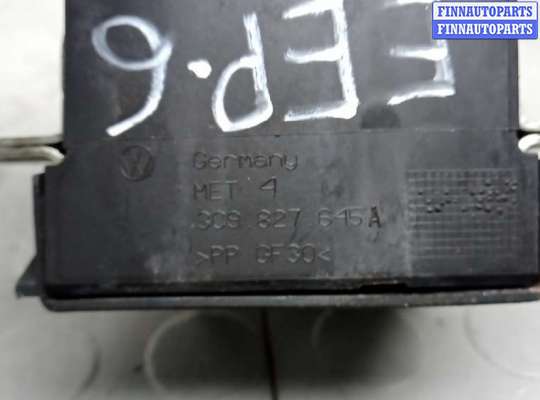 FINNAUTOPARTS
FINNAUTOPARTS
EEP.6
Germany
MET 4
3C9 827 645 A
>PP GF30<